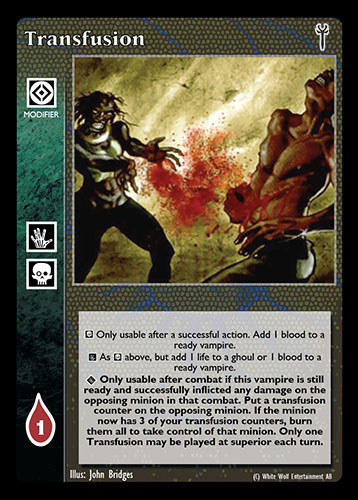 Transfusion
MODIFIER
Only usable after a successful action. Add 1 blood to a
ready vampire.
As above, but add 1 life to a ghoul or 1 blood to a
ready vampire.
Only usable after combat if this vampire is still
ready and successfully inflicted any damage on the
opposing minion in that combat. Put a transfusion
counter on the opposing minion. If the minion
now has 3 of your transfusion counters, burn
them all to take control of that minion. Only one
Transfusion may be played at superior each turn.
1
Illus: John Bridges
(C) White Wolf Entertainment AB